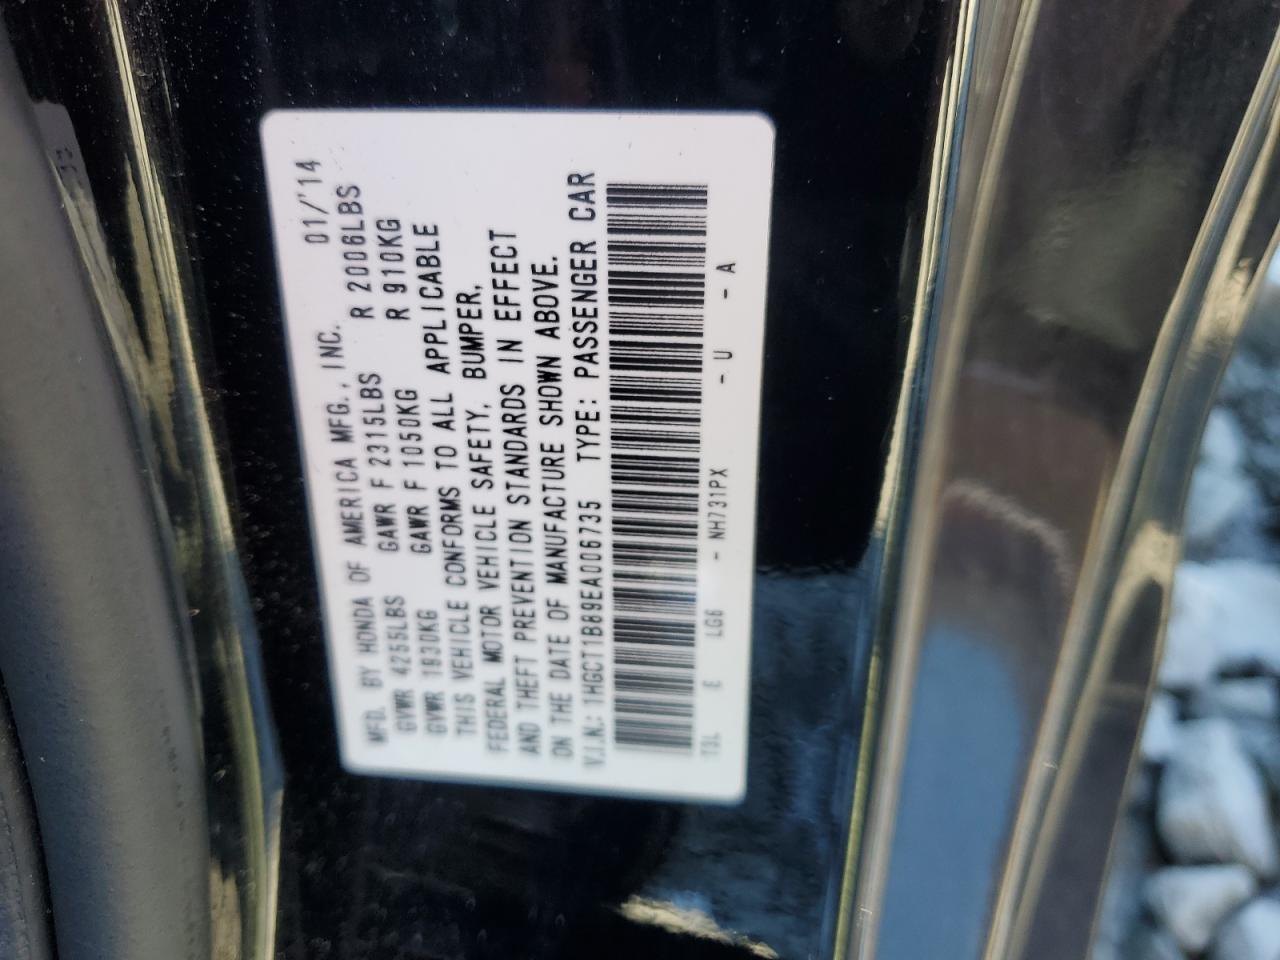 MFD. BY HONDA OF AMERICA MFG., INC. 01/'14
GVWR 4255LBS GAWR F 2315LBS R 2006LBS
GVWR 1930KG GAWR F 1050KG R 910KG
THIS VEHICLE CONFORMS TO ALL APPLICABLE
FEDERAL MOTOR VEHICLE SAFETY, BUMPER,
AND THEFT PREVENTION STANDARDS IN EFFECT
ON THE DATE OF MANUFACTURE SHOWN ABOVE.
V.I.N.: 1HGCT1B89EA006735 TYPE: PASSENGER CAR
T3L E LG6 - NH731PX - U - A